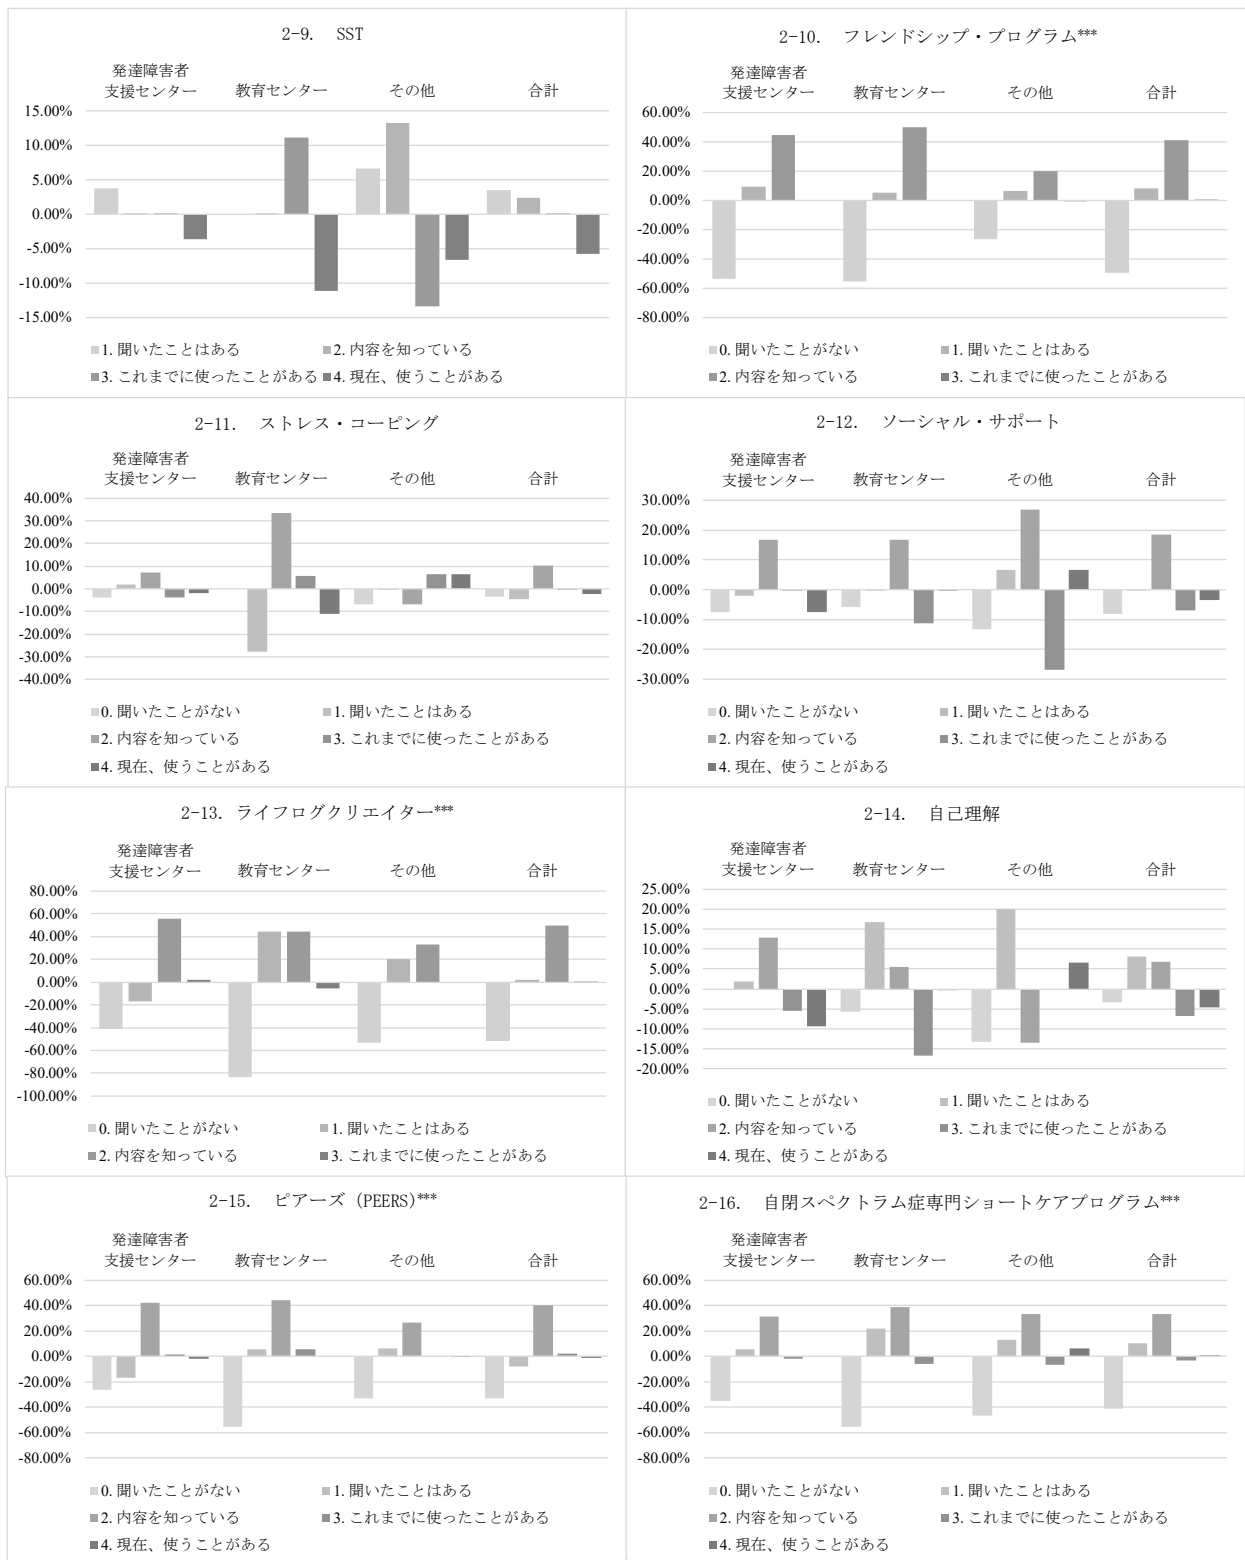 2-9. SST
発達障害者
支援センター 教育センター その他 合計
15.00%
10.00%
5.00%
0.00%
-5.00%
-10.00%
-15.00%
1. 聞いたことはある 2. 内容を知っている
3. これまでに使ったことがある 4. 現在、使うことがある
2-10. フレンドシップ・プログラム***
発達障害者
支援センター 教育センター その他 合計
60.00%
40.00%
20.00%
0.00%
-20.00%
-40.00%
-60.00%
-80.00%
0. 聞いたことがない 1. 聞いたことはある
2. 内容を知っている 3. これまでに使ったことがある
2-11. ストレス・コーピング
発達障害者
支援センター 教育センター その他 合計
40.00%
30.00%
20.00%
10.00%
0.00%
-10.00%
-20.00%
-30.00%
-40.00%
0. 聞いたことがない 1. 聞いたことはある
2. 内容を知っている 3. これまでに使ったことがある
4. 現在、使うことがある
2-12. ソーシャル・サポート
発達障害者
支援センター 教育センター その他 合計
30.00%
20.00%
10.00%
0.00%
-10.00%
-20.00%
-30.00%
0. 聞いたことがない 1. 聞いたことはある
2. 内容を知っている 3. これまでに使ったことがある
4. 現在、使うことがある
2-13. ライフログクリエイター***
発達障害者
支援センター 教育センター その他 合計
80.00%
60.00%
40.00%
20.00%
0.00%
-20.00%
-40.00%
-60.00%
-80.00%
-100.00%
0. 聞いたことがない 1. 聞いたことはある
2. 内容を知っている 3. これまでに使ったことがある
2-14. 自己理解
発達障害者
支援センター 教育センター その他 合計
25.00%
20.00%
15.00%
10.00%
5.00%
0.00%
-5.00%
-10.00%
-15.00%
-20.00%
0. 聞いたことがない 1. 聞いたことはある
2. 内容を知っている 3. これまでに使ったことがある
4. 現在、使うことがある
2-15. ピアーズ (PEERS)***
発達障害者
支援センター 教育センター その他 合計
60.00%
40.00%
20.00%
0.00%
-20.00%
-40.00%
-60.00%
-80.00%
0. 聞いたことがない 1. 聞いたことはある
2. 内容を知っている 3. これまでに使ったことがある
4. 現在、使うことがある
2-16. 自閉スペクトラム症専門ショートケアプログラム***
発達障害者
支援センター 教育センター その他 合計
60.00%
40.00%
20.00%
0.00%
-20.00%
-40.00%
-60.00%
-80.00%
0. 聞いたことがない 1. 聞いたことはある
2. 内容を知っている 3. これまでに使ったことがある
4. 現在、使うことがある